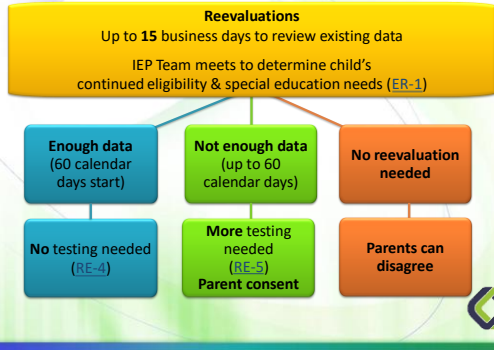 Reevaluations
Up to 15 business days to review existing data
IEP Team meets to determine child's
continued eligibility & special education needs (ER-1)
Enough data
(60 calendar
days start)
Not enough data
(up to 60
calendar days)
No reevaluation
needed
No testing needed
(RE-4)
More testing
needed
(RE-5)
Parent consent
Parents can
disagree